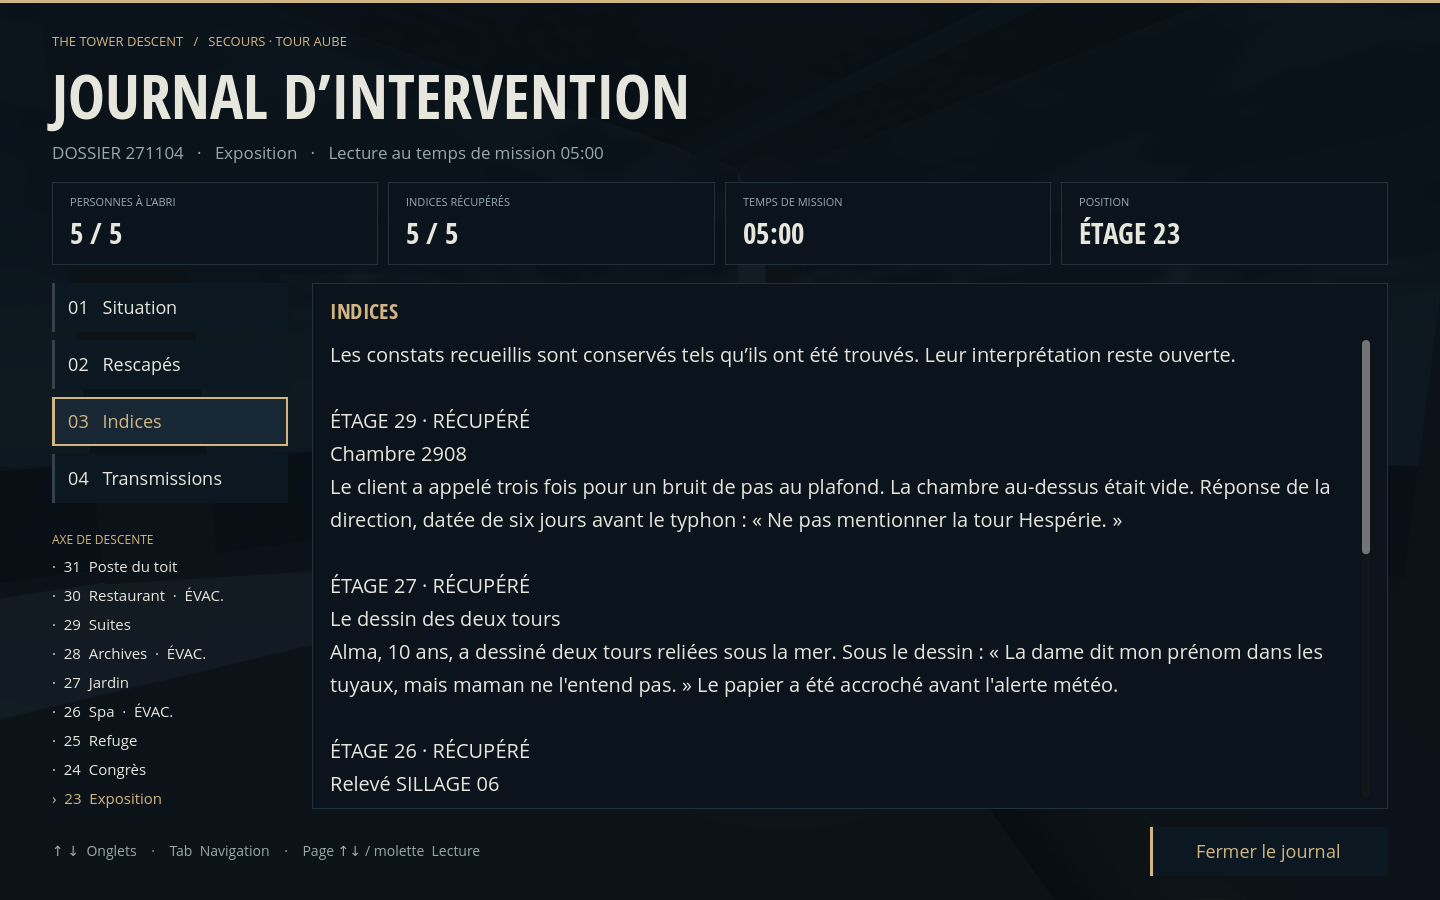 THE TOWER DESCENT / SECOURS · TOUR AUBE
JOURNAL D’INTERVENTION
DOSSIER 271104 · Exposition · Lecture au temps de mission 05:00
PERSONNES À L'ABRI
5 / 5
INDICES RÉCUPÉRÉS
5 / 5
TEMPS DE MISSION
05:00
POSITION
ÉTAGE 23
01 Situation
02 Rescapés
03 Indices
04 Transmissions
AXE DE DESCENTE
· 31 Poste du toit
· 30 Restaurant · ÉVAC.
· 29 Suites
· 28 Archives · ÉVAC.
· 27 Jardin
· 26 Spa · ÉVAC.
· 25 Refuge
· 24 Congrès
› 23 Exposition
INDICES
Les constats recueillis sont conservés tels qu’ils ont été trouvés. Leur interprétation reste ouverte.
ÉTAGE 29 · RÉCUPÉRÉ
Chambre 2908
Le client a appelé trois fois pour un bruit de pas au plafond. La chambre au-dessus était vide. Réponse de la
direction, datée de six jours avant le typhon : « Ne pas mentionner la tour Hespérie. »
ÉTAGE 27 · RÉCUPÉRÉ
Le dessin des deux tours
Alma, 10 ans, a dessiné deux tours reliées sous la mer. Sous le dessin : « La dame dit mon prénom dans les
tuyaux, mais maman ne l'entend pas. » Le papier a été accroché avant l'alerte météo.
ÉTAGE 26 · RÉCUPÉRÉ
Relevé SILLAGE 06
↑ ↓ Onglets · Tab Navigation · Page ↑↓ / molette Lecture
Fermer le journal